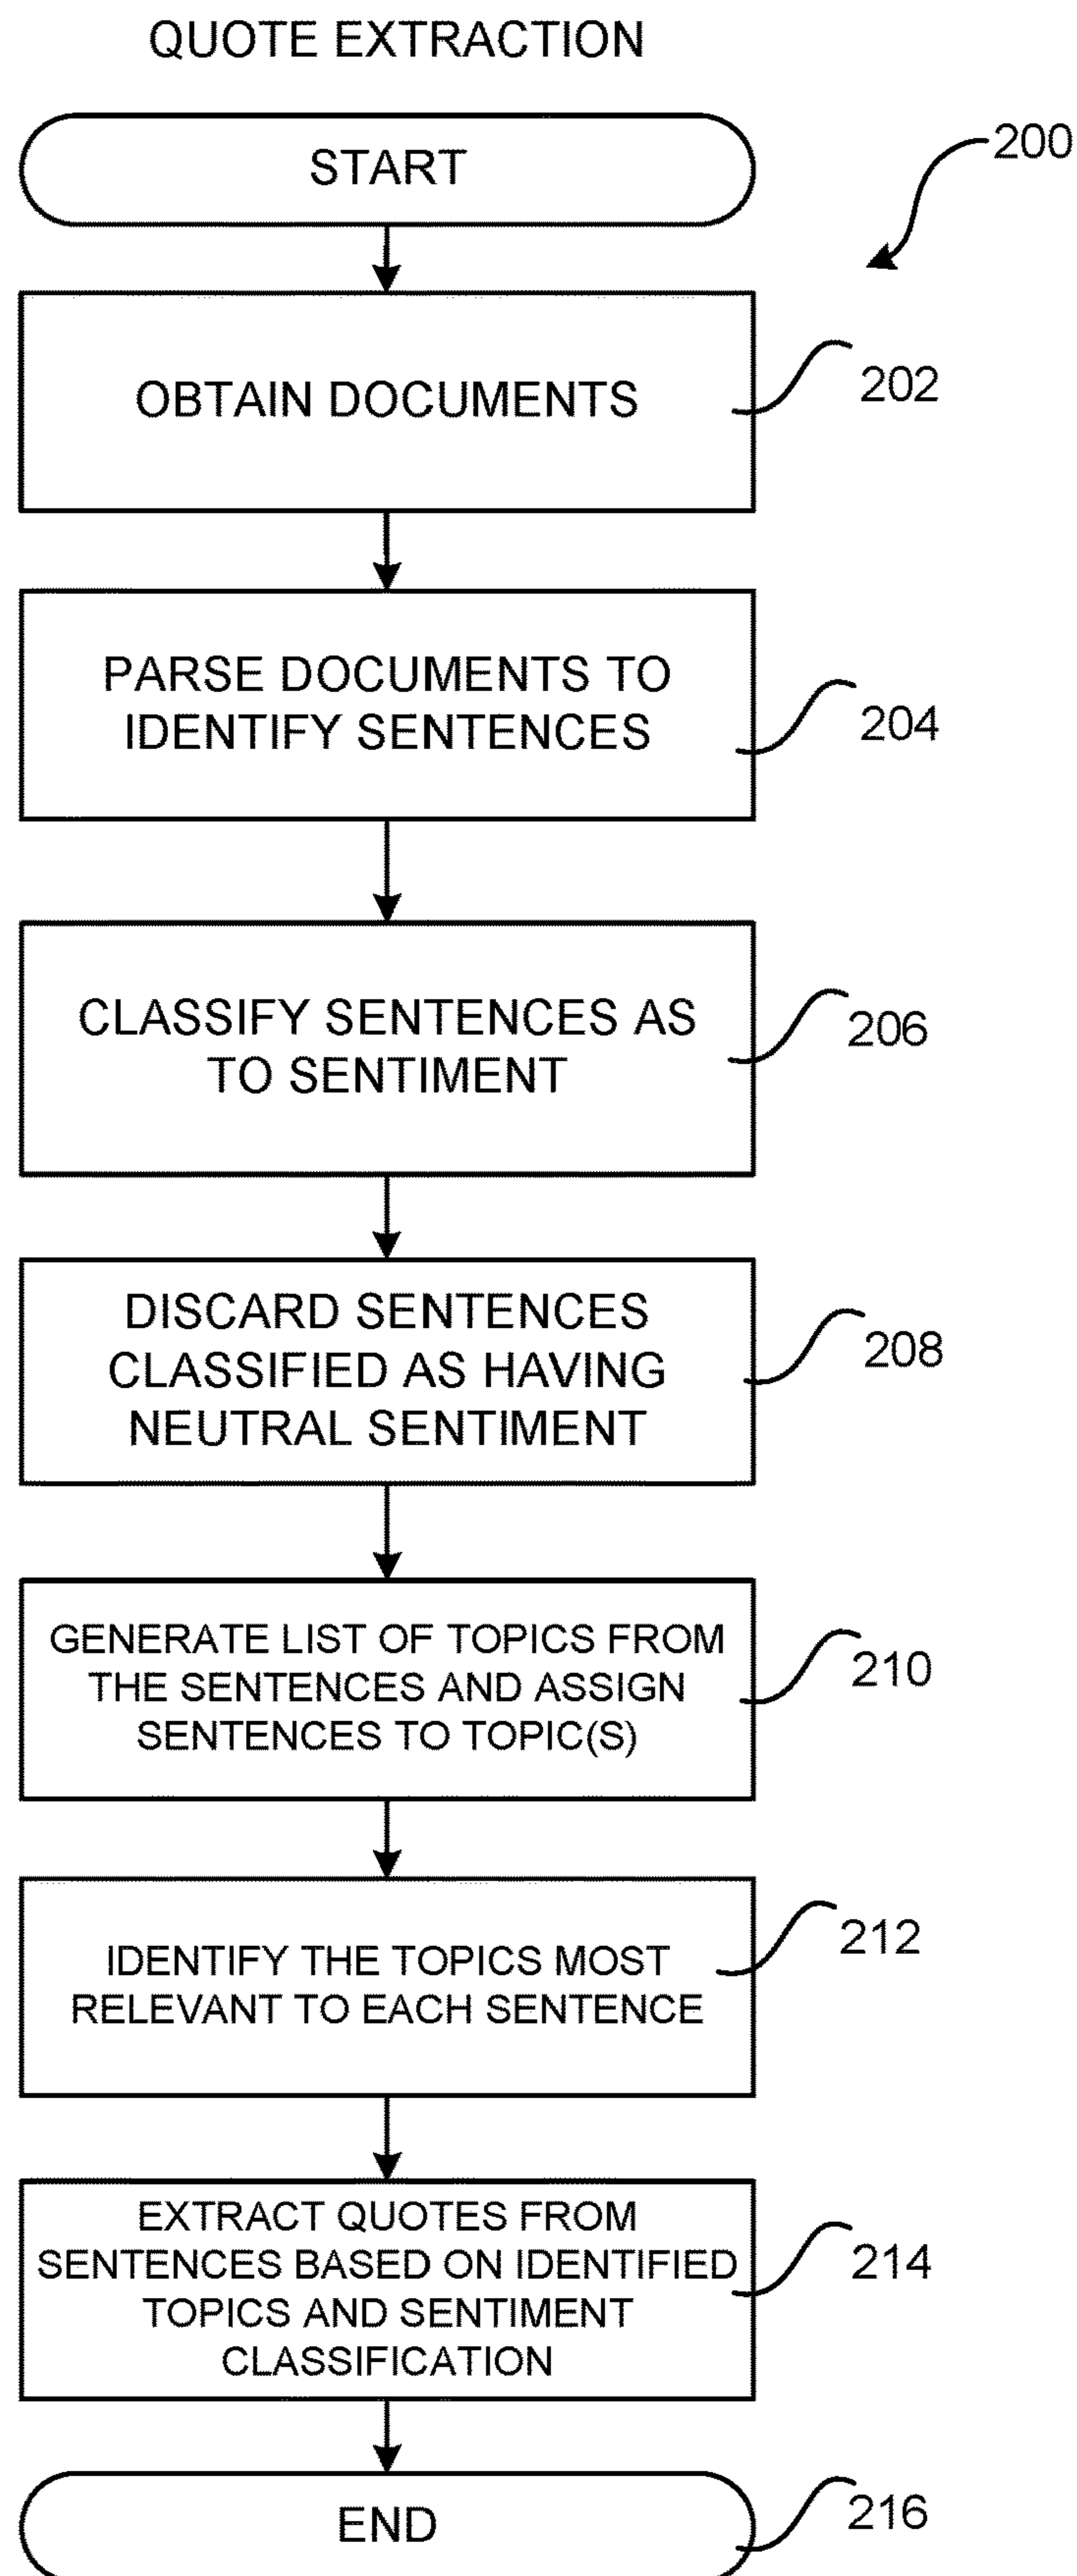 QUOTE EXTRACTION
START
200
OBTAIN DOCUMENTS
202
PARSE DOCUMENTS TO
IDENTIFY SENTENCES
204
CLASSIFY SENTENCES AS
TO SENTIMENT
206
DISCARD SENTENCES
CLASSIFIED AS HAVING
NEUTRAL SENTIMENT
208
GENERATE LIST OF TOPICS FROM
THE SENTENCES AND ASSIGN
SENTENCES TO TOPIC(S)
210
IDENTIFY THE TOPICS MOST
RELEVANT TO EACH SENTENCE
212
EXTRACT QUOTES FROM
SENTENCES BASED ON IDENTIFIED
TOPICS AND SENTIMENT
CLASSIFICATION
214
END
216